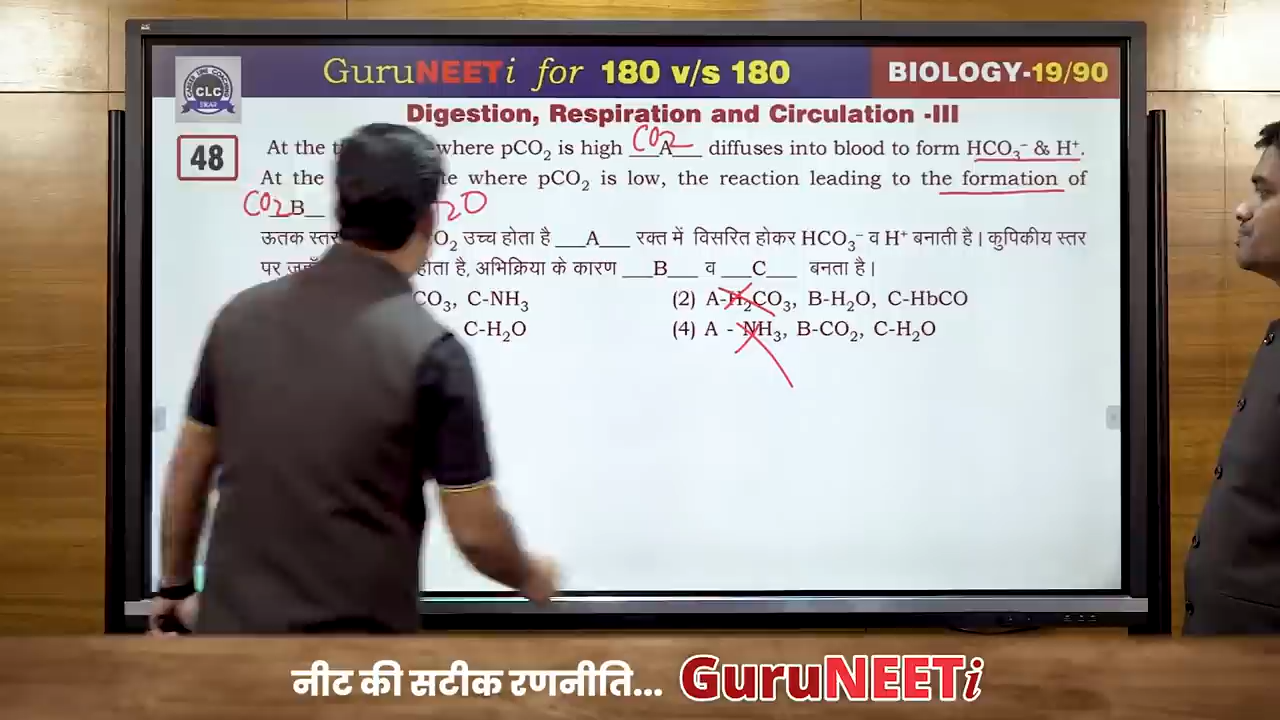 GuruNEETi for 180 v/s 180
BIOLOGY-19/90
CLC
SIKAR
Digestion, Respiration and Circulation -III
48
At the where pCO₂ is high CO2 A diffuses into blood to form HCO₃⁻ & H⁺.
At the where pCO₂ is low, the reaction leading to the formation of
CO2 B 2O
ऊतक उच्च होता है ___A___ रक्त में विसरित होकर HCO₃⁻ व H⁺ बनाती है।कुपिकीय स्तर
पर होता है, अभिक्रिया के कारण ___B___ व ___C___ बनता है।
CO₃, C-NH₃
(2) A-H₂CO₃, B-H₂O, C-HbCO
C-H₂O
(4) A - NH₃, B-CO₂, C-H₂O
नीट की सटीक रणनीति... GuruNEETi